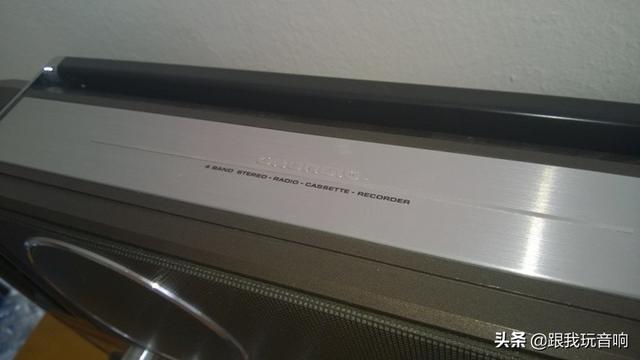 4 BAND STEREO - RADIO - CASSETTE - RECORDER
头条 @跟我玩音响